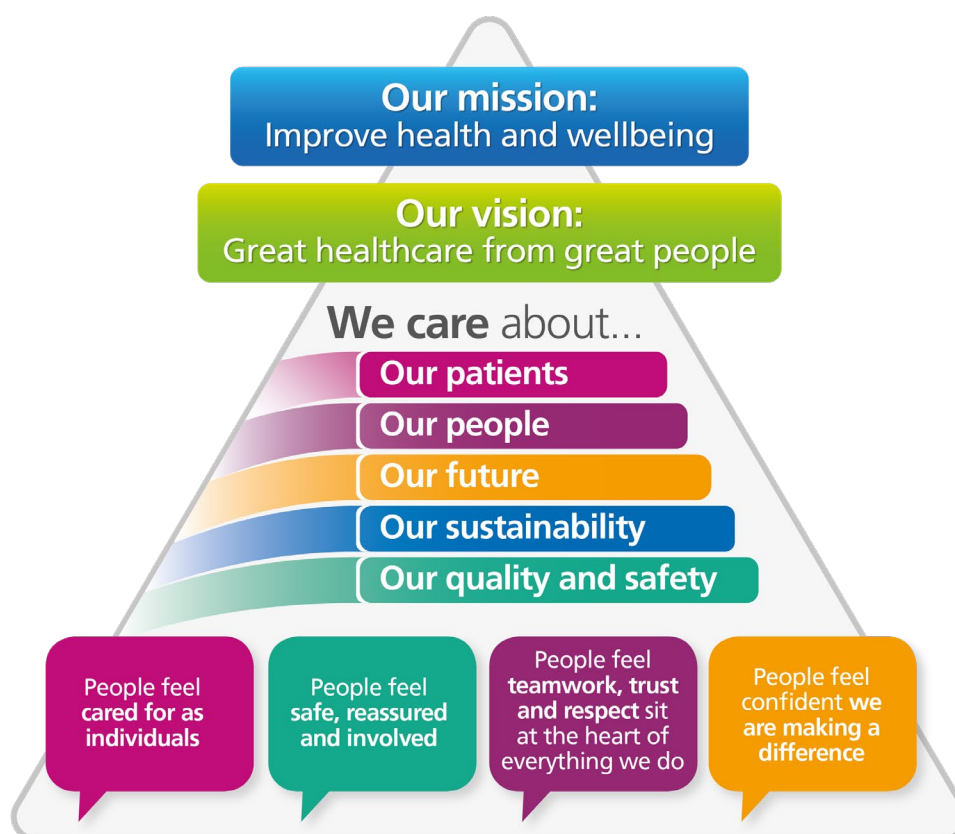 Our mission:
Improve health and wellbeing
Our vision:
Great healthcare from great people
We care about...
Our patients
Our people
Our future
Our sustainability
Our quality and safety
People feel
cared for as
individuals
People feel
safe, reassured
and involved
People feel
teamwork, trust
and respect sit
at the heart of
everything we do
People feel
confident we
are making a
difference